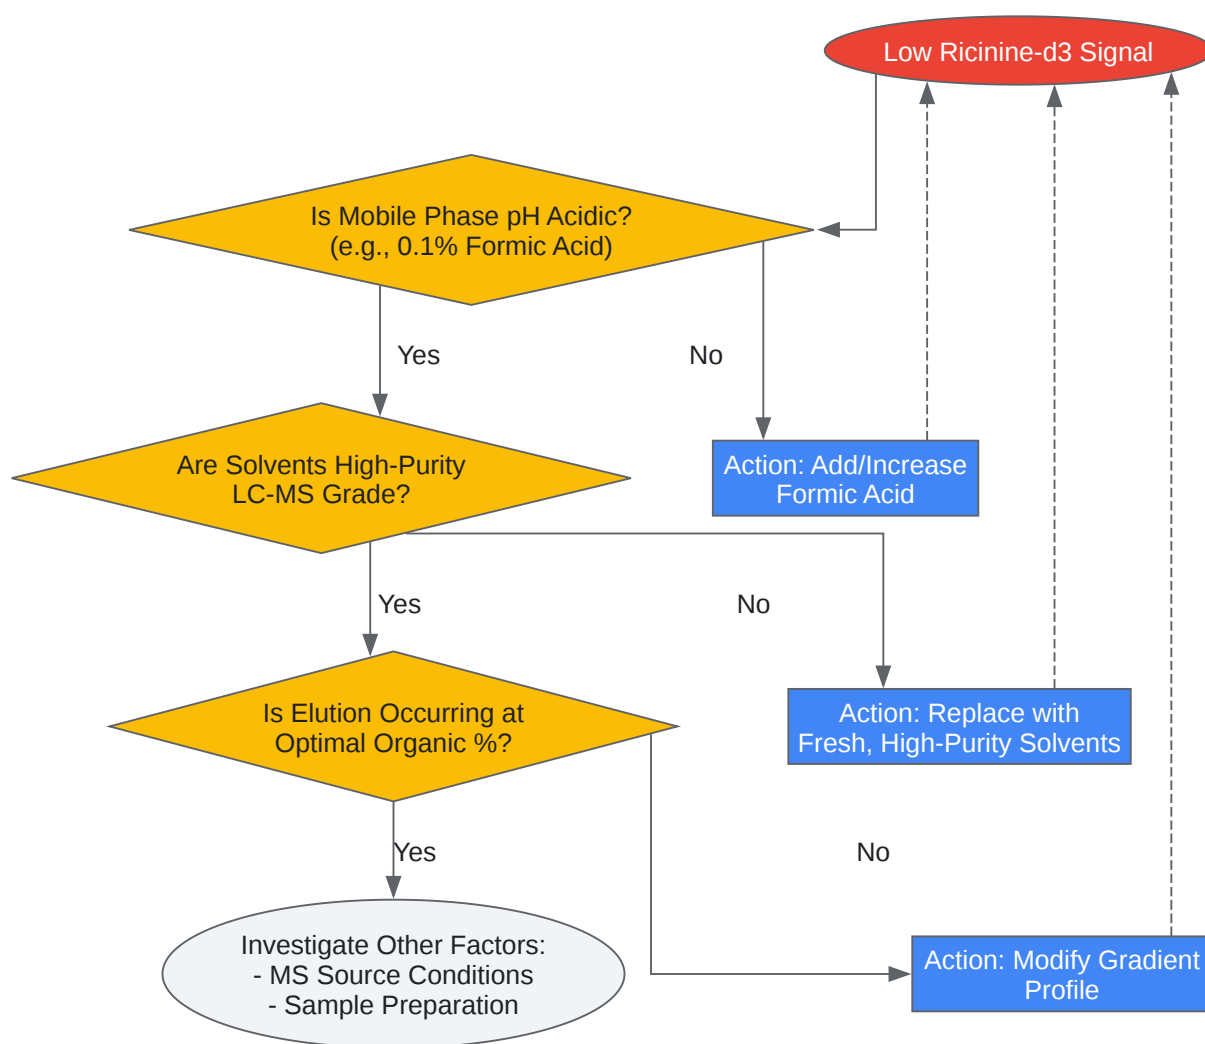 Low Ricinine-d3 Signal
Is Mobile Phase pH Acidic?
(e.g., 0.1% Formic Acid)
Yes
No
Are Solvents High-Purity
LC-MS Grade?
Action: Add/Increase
Formic Acid
Yes
No
Is Elution Occurring at
Optimal Organic %?
Action: Replace with
Fresh, High-Purity Solvents
Yes
No
Investigate Other Factors:
- MS Source Conditions
- Sample Preparation
Action: Modify Gradient
Profile